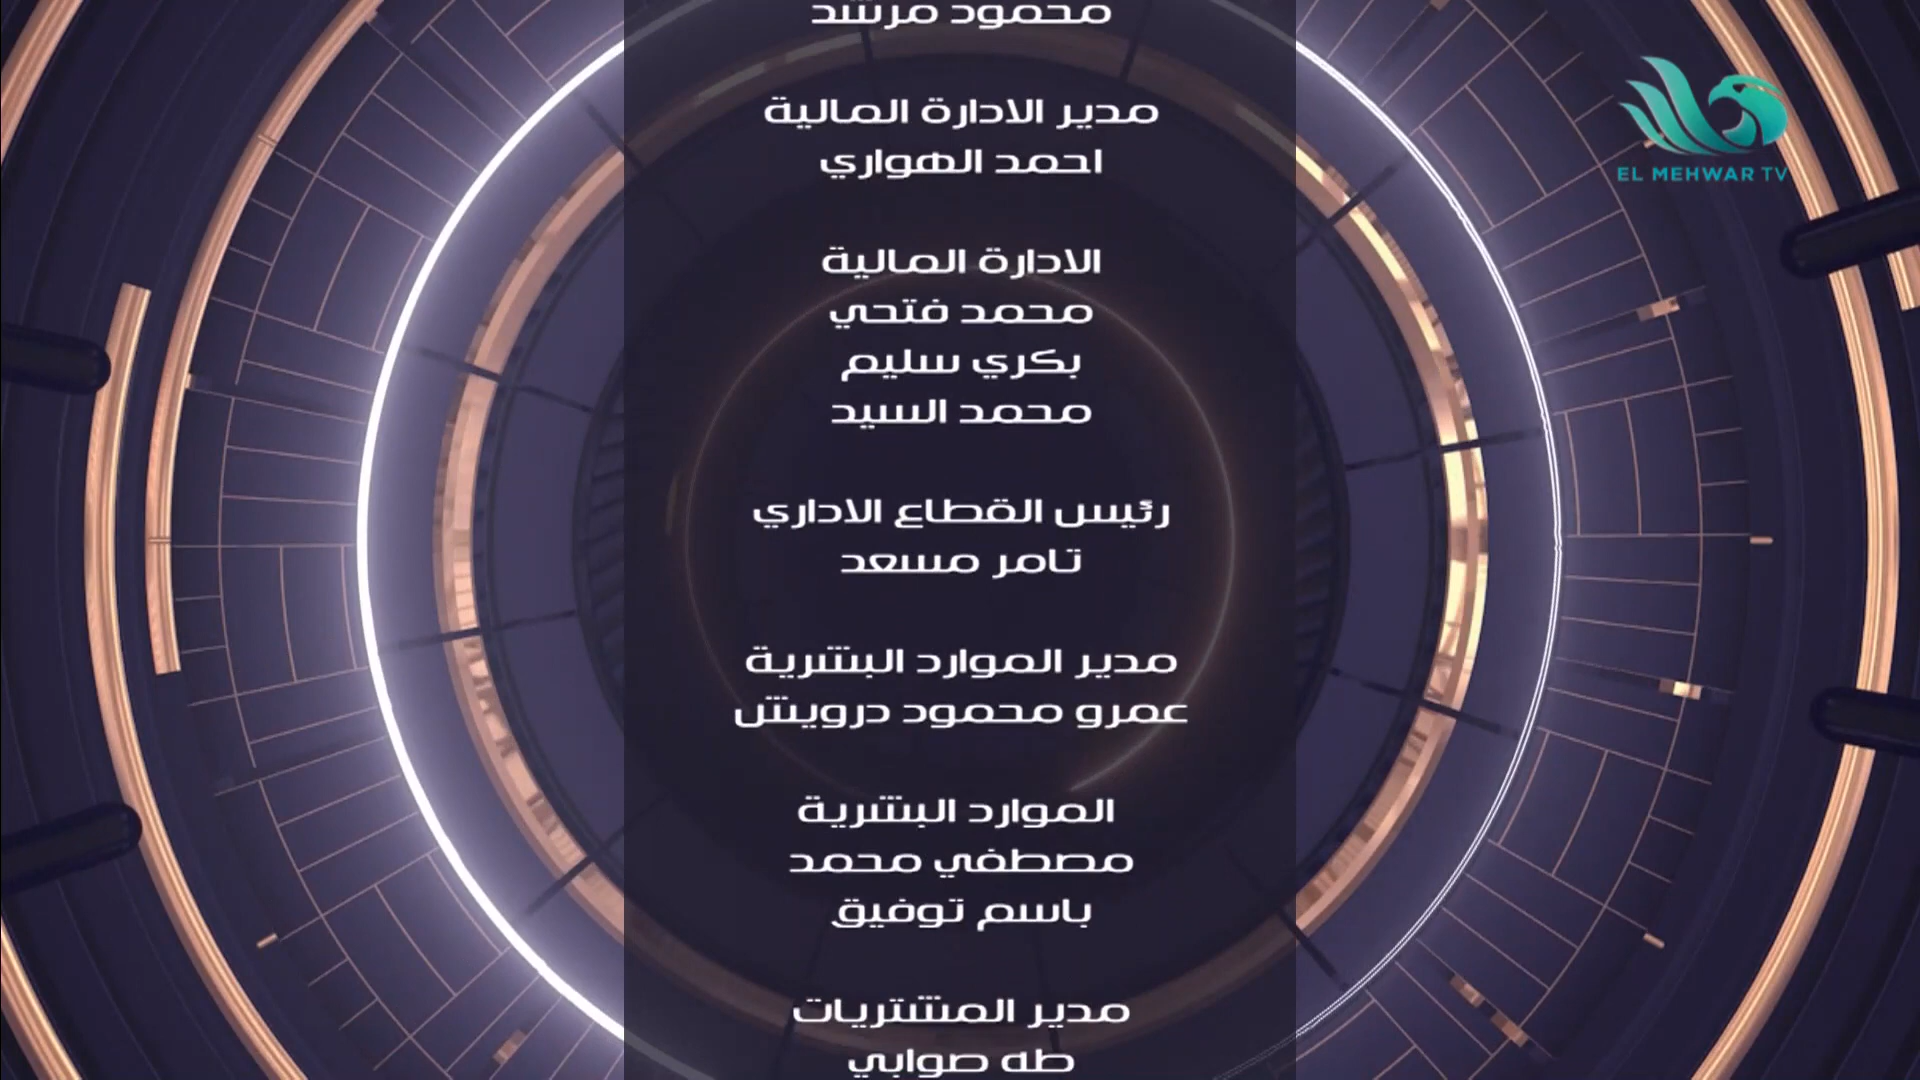 محمود مرشد
مدير الادارة المالية
احمد الهواري
EL MEHWAR TV
الادارة المالية
محمد فتحي
بكري سليم
محمد السيد
رئيس القطاع الاداري
تامر مسعد
مدير الموارد البشرية
عمرو محمود درويش
الموارد البشرية
مصطفي محمد
باسم توفيق
مدير المشتريات
طه صوابي